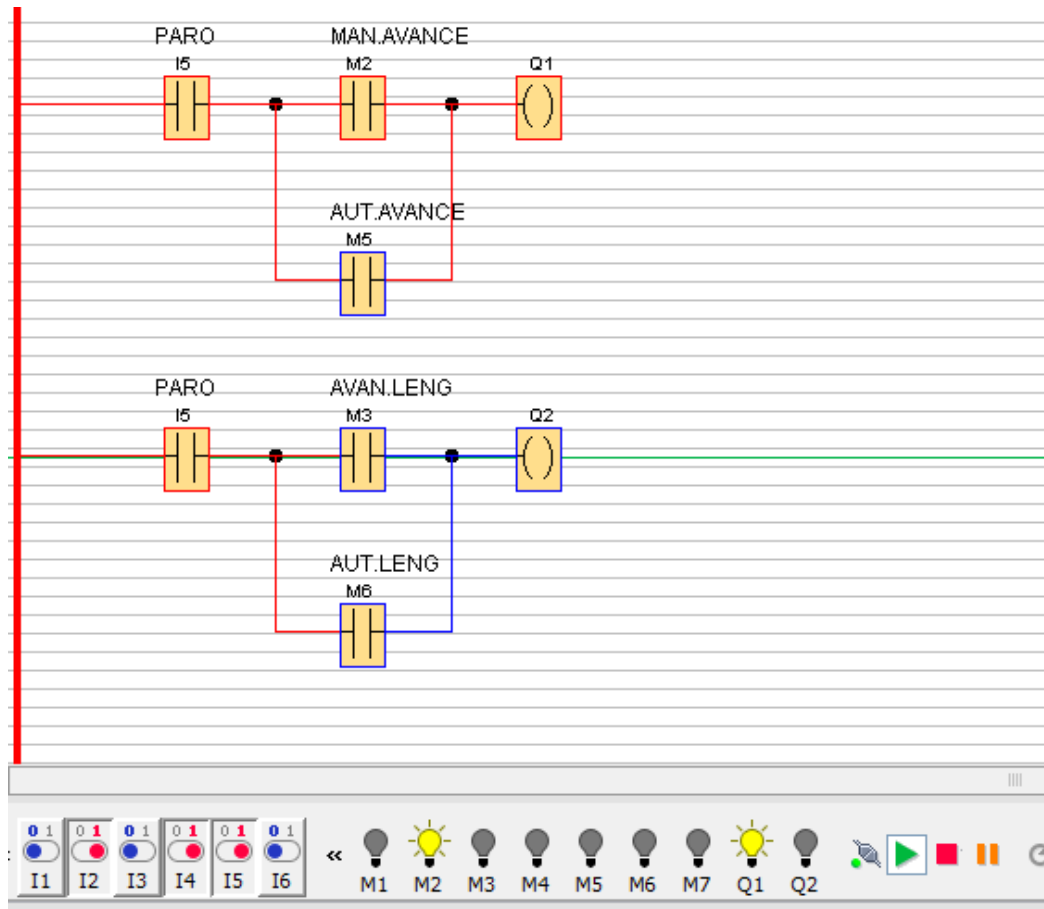 PARO MAN.AVANCE
I5 M2 Q1
AUT.AVANCE
M5
PARO AVAN.LENG
I5 M3 Q2
AUT.LENG
M6
0 1 0 1 0 1 0 1 0 1 0 1
I1 I2 I3 I4 I5 I6 « M1 M2 M3 M4 M5 M6 M7 Q1 Q2